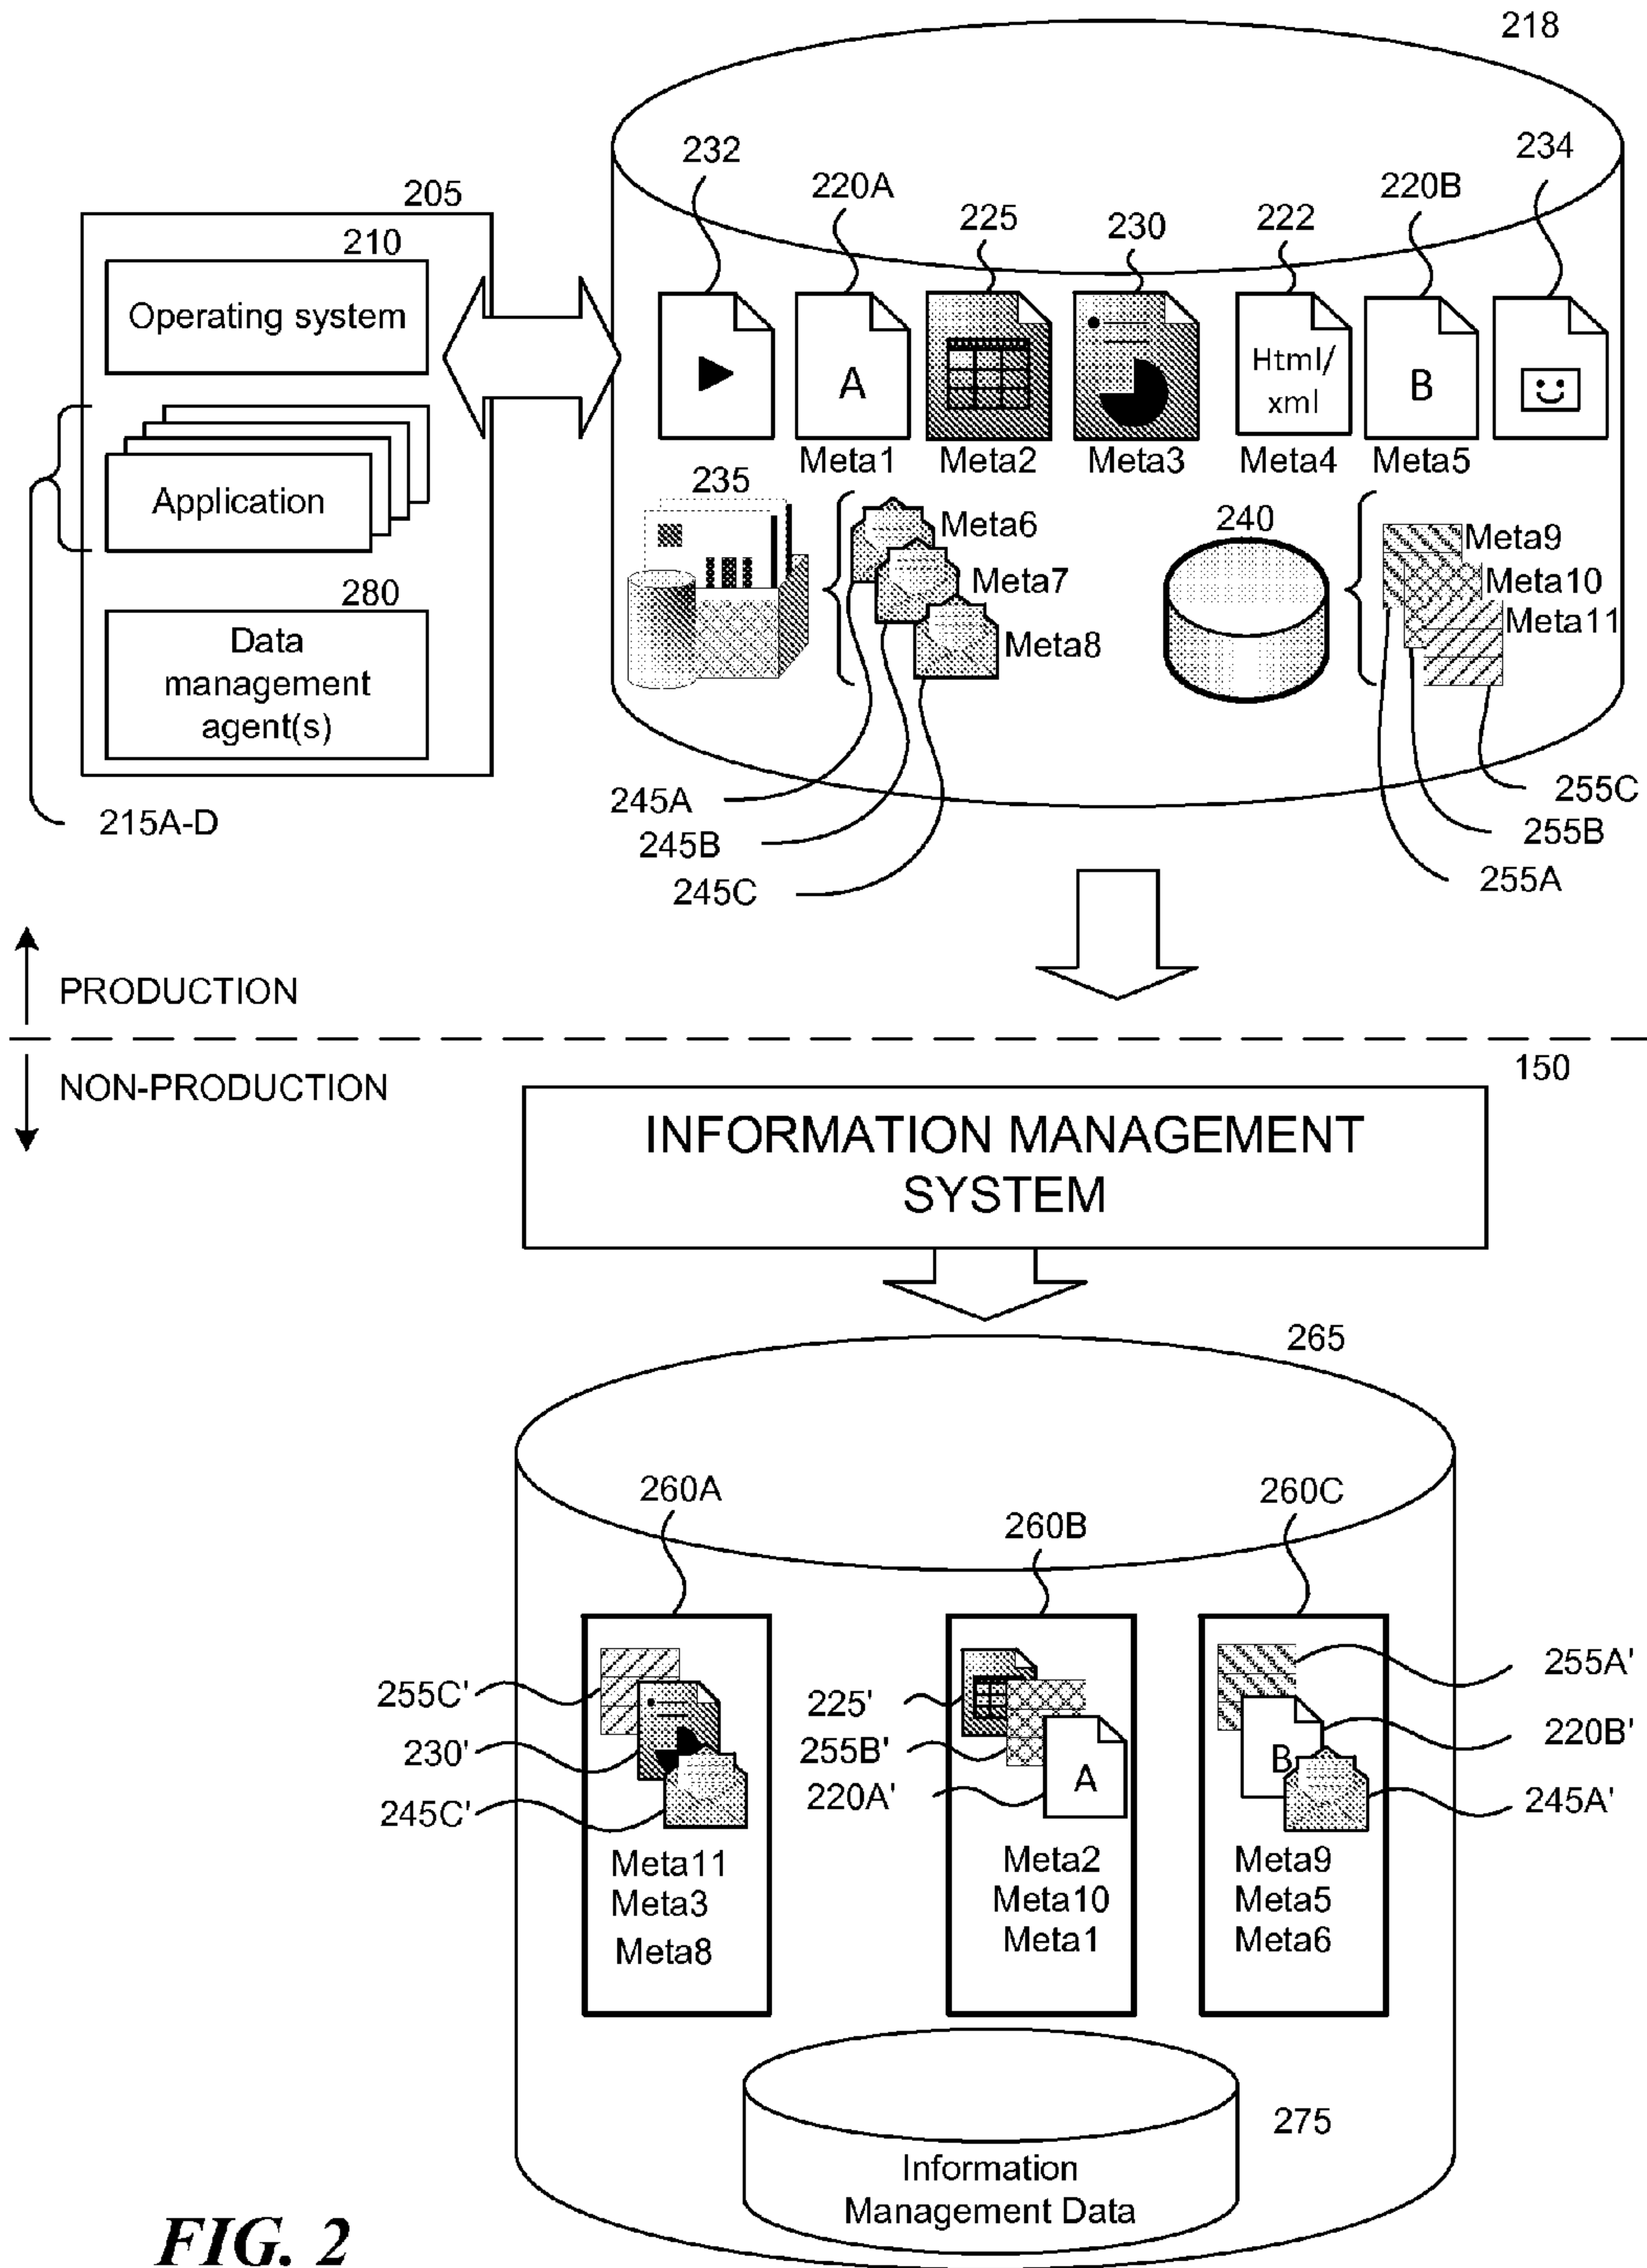 218
232
234
220A
220B
205
225
230
222
210
Operating system
A
Html/
xml
B
Meta1
Meta2
Meta3
Meta4
Meta5
235
Application
Meta6
240
Meta9
Meta7
Meta10
280
Meta11
Data
management
agent(s)
Meta8
245A
255C
215A-D
245B
255B
245C
255A
PRODUCTION
150
NON-PRODUCTION
INFORMATION MANAGEMENT
SYSTEM
265
260A
260C
260B
255C'
225'
255A'
230'
255B'
B
220B'
245C'
220A'
A
245A'
Meta11
Meta3
Meta8
Meta2
Meta10
Meta1
Meta9
Meta5
Meta6
275
Information
Management Data
FIG. 2